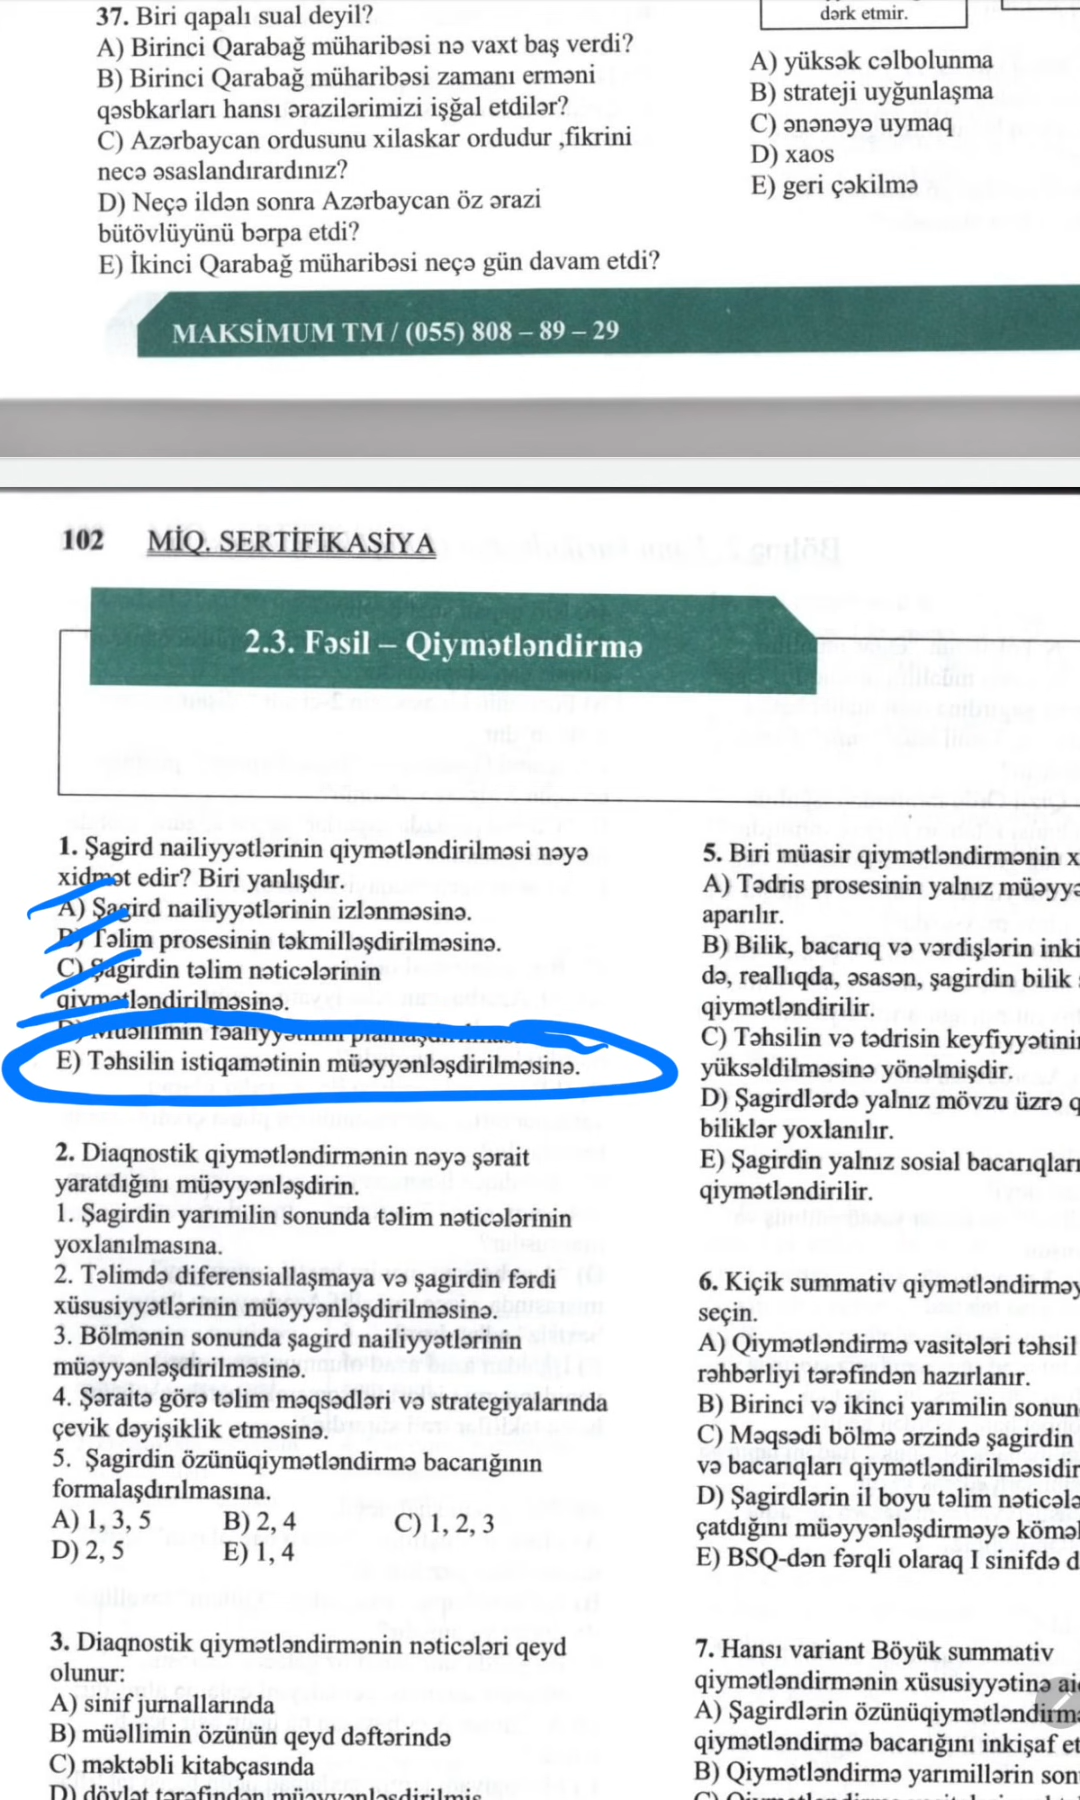 37. Biri qapalı sual deyil?
A) Birinci Qarabağ müharibəsi nə vaxt baş verdi?
B) Birinci Qarabağ müharibəsi zamanı erməni
qəsbkarları hansı ərazilərimizi işğal etdilər?
C) Azərbaycan ordusunu xilaskar ordudur ,fikrini
necə əsaslandırardınız?
D) Neçə ildən sonra Azərbaycan öz ərazi
bütövlüyünü bərpa etdi?
E) İkinci Qarabağ müharibəsi neçə gün davam etdi?
dərk etmir.
A) yüksək cəlbolunma
B) strateji uyğunlaşma
C) ənənəyə uymaq
D) xaos
E) geri çəkilmə
MAKSİMUM TM / (055) 808 – 89 – 29
102 MİQ. SERTİFİKASİYA
2.3. Fəsil – Qiymətləndirmə
1. Şagird nailiyyətlərinin qiymətləndirilməsi nəyə
xidmət edir? Biri yanlışdır.
A) Şagird nailiyyətlərinin izlənməsinə.
B) Təlim prosesinin təkmilləşdirilməsinə.
C) Şagirdin təlim nəticələrinin
qiymətləndirilməsinə.
D) Müəllimin
E) Təhsilin istiqamətinin müəyyənləşdirilməsinə.
2. Diaqnostik qiymətləndirmənin nəyə şərait
yaratdığını müəyyənləşdirin.
1. Şagirdin yarımilin sonunda təlim nəticələrinin
yoxlanılmasına.
2. Təlimdə diferensiallaşmaya və şagirdin fərdi
xüsusiyyətlərinin müəyyənləşdirilməsinə.
3. Bölmənin sonunda şagird nailiyyətlərinin
müəyyənləşdirilməsinə.
4. Şəraitə görə təlim məqsədləri və strategiyalarında
çevik dəyişiklik etməsinə.
5. Şagirdin özünüqiymətləndirmə bacarığının
formalaşdırılmasına.
A) 1, 3, 5 B) 2, 4 C) 1, 2, 3
D) 2, 5 E) 1, 4
3. Diaqnostik qiymətləndirmənin nəticələri qeyd
olunur:
A) sinif jurnallarında
B) müəllimin özünün qeyd dəftərində
C) məktəbli kitabçasında
D) dövlət tərəfindən müəyyənləşdirilmiş
5. Biri müasir qiymətləndirmənin x
A) Tədris prosesinin yalnız müəyyə
aparılır.
B) Bilik, bacarıq və vərdişlərin inki
də, reallıqda, əsasən, şagirdin bilik
qiymətləndirilir.
C) Təhsilin və tədrisin keyfiyyətinin
yüksəldilməsinə yönəlmişdir.
D) Şagirdlərdə yalnız mövzu üzrə q
biliklər yoxlanılır.
E) Şagirdin yalnız sosial bacarıqları
qiymətləndirilir.
6. Kiçik summativ qiymətləndirməy
seçin.
A) Qiymətləndirmə vasitələri təhsil
rəhbərliyi tərəfindən hazırlanır.
B) Birinci və ikinci yarımilin sonun
C) Məqsədi bölmə ərzində şagirdin
və bacarıqları qiymətləndirilməsidir
D) Şagirdlərin il boyu təlim nəticələ
çatdığını müəyyənləşdirməyə kömə
E) BSQ-dən fərqli olaraq I sinifdə d
7. Hansı variant Böyük summativ
qiymətləndirmənin xüsusiyyətinə ai
A) Şagirdlərin özünüqiymətləndirmə
qiymətləndirmə bacarığını inkişaf et
B) Qiymətləndirmə yarımillərin son